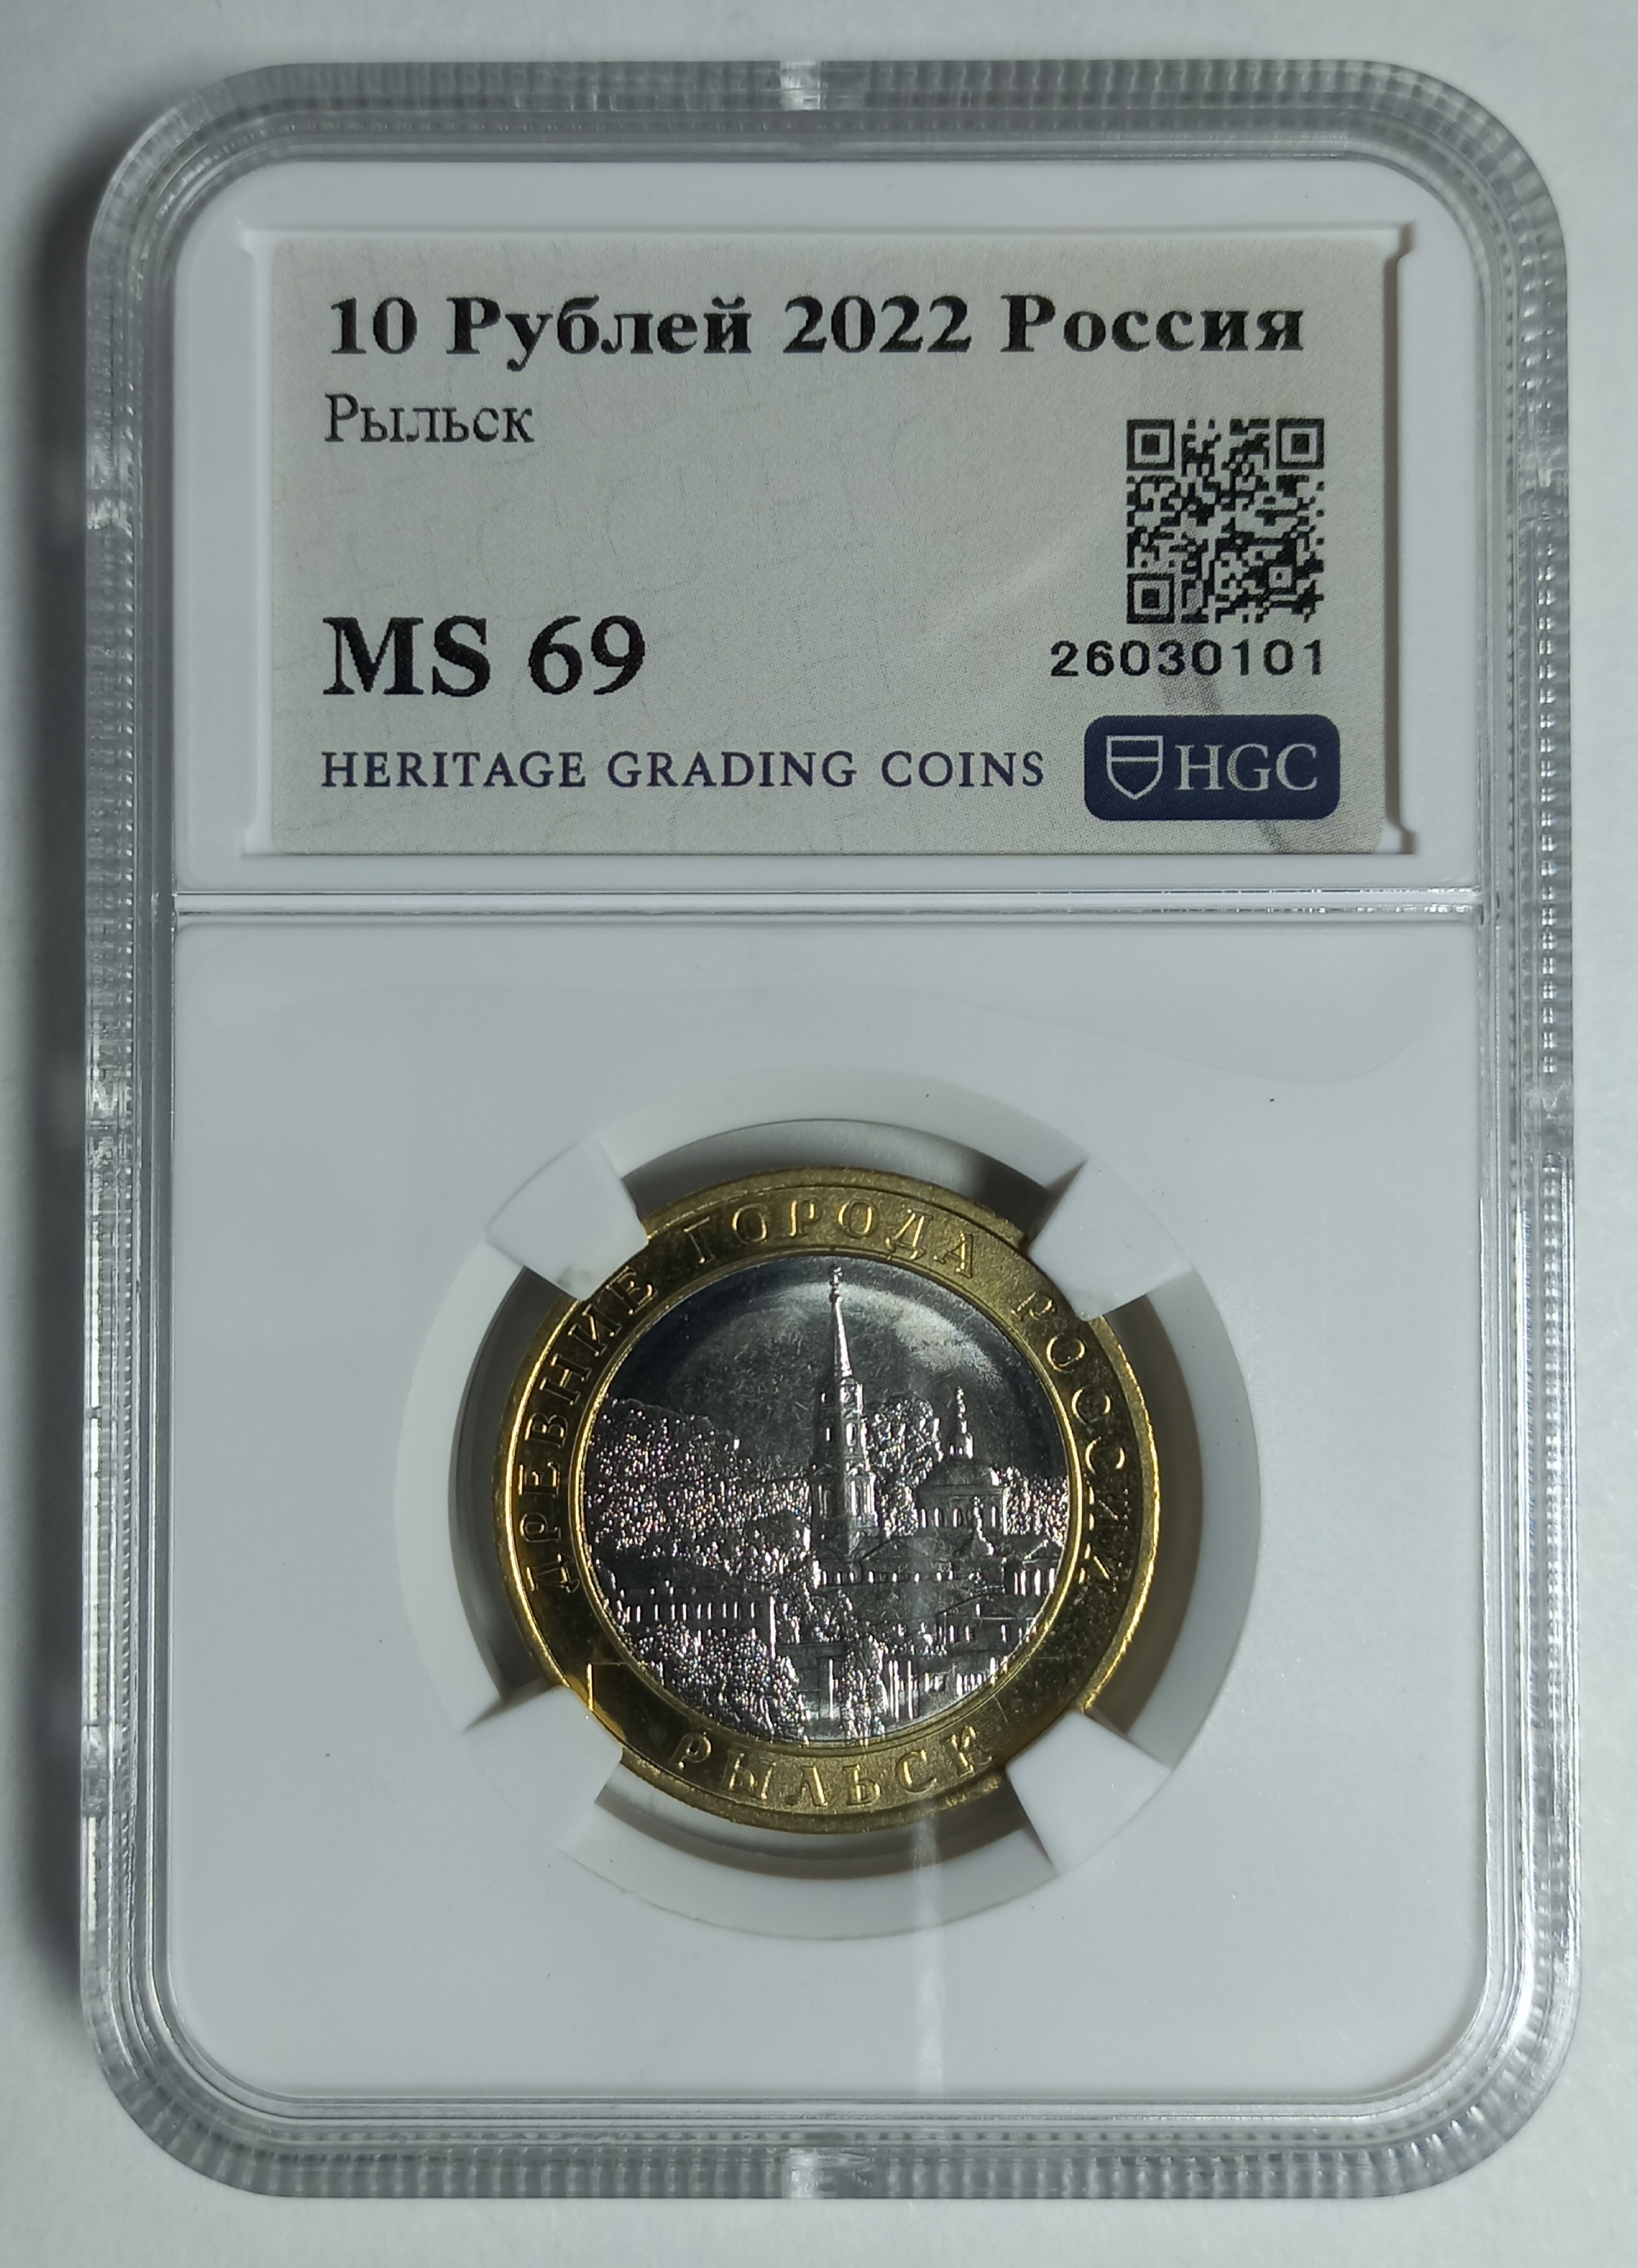 10 Рублей 2022 Россия
Рыльск
MS 69
26030101
HERITAGE GRADING COINS
HGC
ДРЕВНИЕ ГОРОДА РОССИИ
РЫЛЬСК